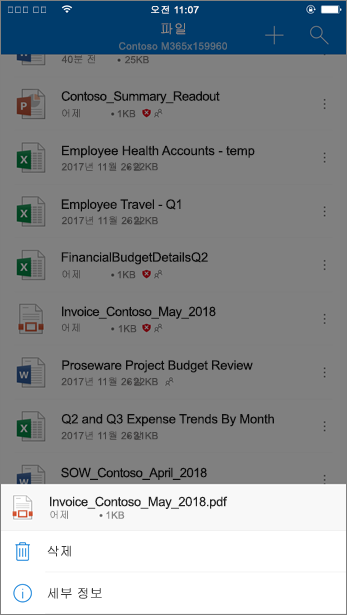 오전 11:07
파일
Contoso M365x159960
40분 전 • 25KB
Contoso_Summary_Readout
어제 • 1KB
Employee Health Accounts - temp
2017년 11월 26일 22KB
Employee Travel - Q1
2017년 11월 26일 22KB
FinancialBudgetDetailsQ2
어제 • 1KB
Invoice_Contoso_May_2018
어제 • 1KB
Proseware Project Budget Review
2017년 11월 26일 22KB
Q2 and Q3 Expense Trends By Month
2017년 11월 26일 21KB
SOW_Contoso_April_2018
Invoice_Contoso_May_2018.pdf
어제 • 1KB
삭제
세부 정보